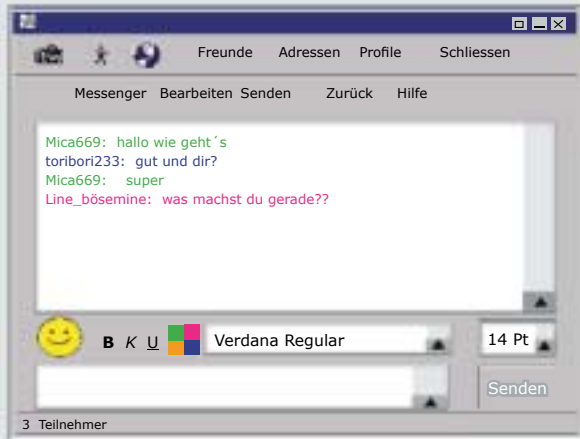 Freunde Adressen Profile Schliessen
Messenger Bearbeiten Senden Zurück Hilfe
Mica669: hallo wie geht´s
toribori233: gut und dir?
Mica669: super
Line_bösemine: was machst du gerade??
B K U Verdana Regular 14 Pt
Senden
3 Teilnehmer